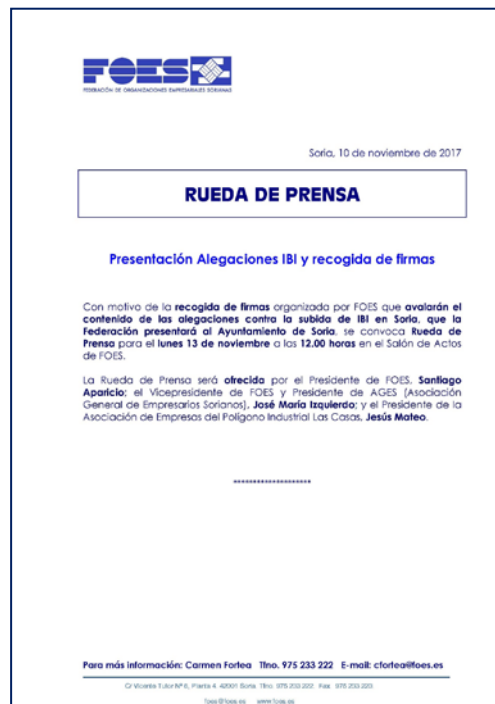 FOES
FEDERACIÓN DE ORGANIZACIONES EMPRESARIALES SORIANAS
Soria, 10 de noviembre de 2017
RUEDA DE PRENSA
Presentación Alegaciones IBI y recogida de firmas
Con motivo de la recogida de firmas organizada por FOES que avalarán el
contenido de las alegaciones contra la subida de IBI en Soria, que la
Federación presentará al Ayuntamiento de Soria, se convoca Rueda de
Prensa para el lunes 13 de noviembre a las 12.00 horas en el Salón de Actos
de FOES.
La Rueda de Prensa será ofrecida por el Presidente de FOES, Santiago
Aparicio; el Vicepresidente de FOES y Presidente de AGES (Asociación
General de Empresarios Sorianos), José María Izquierdo; y el Presidente de la
Asociación de Empresas del Polígono Industrial Las Casas, Jesús Mateo.
********************
Para más información: Carmen Fortea Tfno. 975 233 222 E-mail: cfortea@foes.es
C/ Vicente Tutor Nº 6, Planta 4. 42001 Soria Tfno. 975 233 222 Fax 975 233 223
foes@foes.es www.foes.es